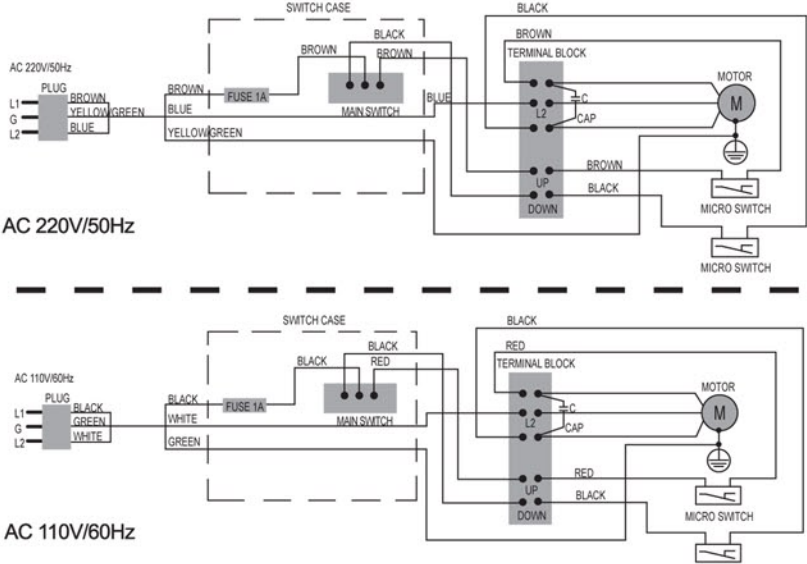 SWITCH CASE
BLACK
BROWN
BLACK
BROWN
BROWN
TERMINAL BLOCK
AC 220V/50Hz
PLUG
MOTOR
BROWN
BROWN
FUSE 1A
MAIN SWITCH
BLUE
L1
YELLOW/GREEN
BLUE
L2
C
M
G
BLUE
CAP
L2
YELLOW/GREEN
BROWN
UP
BLACK
MICRO SWITCH
DOWN
AC 220V/50Hz
MICRO SWITCH
SWITCH CASE
BLACK
BLACK
RED
BLACK
RED
TERMINAL BLOCK
AC 110V/60Hz
PLUG
MOTOR
BLACK
BLACK
FUSE 1A
MAIN SWITCH
L1
GREEN
WHITE
L2
C
M
G
WHITE
CAP
L2
GREEN
RED
UP
BLACK
MICRO SWITCH
DOWN
AC 110V/60Hz